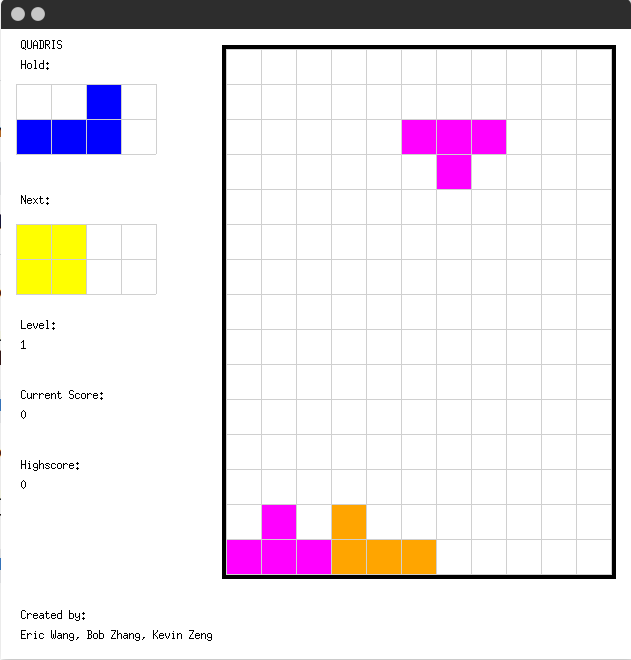 QUADRIS
Hold:
Next:
Level:
1
Current Score:
0
Highscore:
0
Created by:
Eric Wang, Bob Zhang, Kevin Zeng